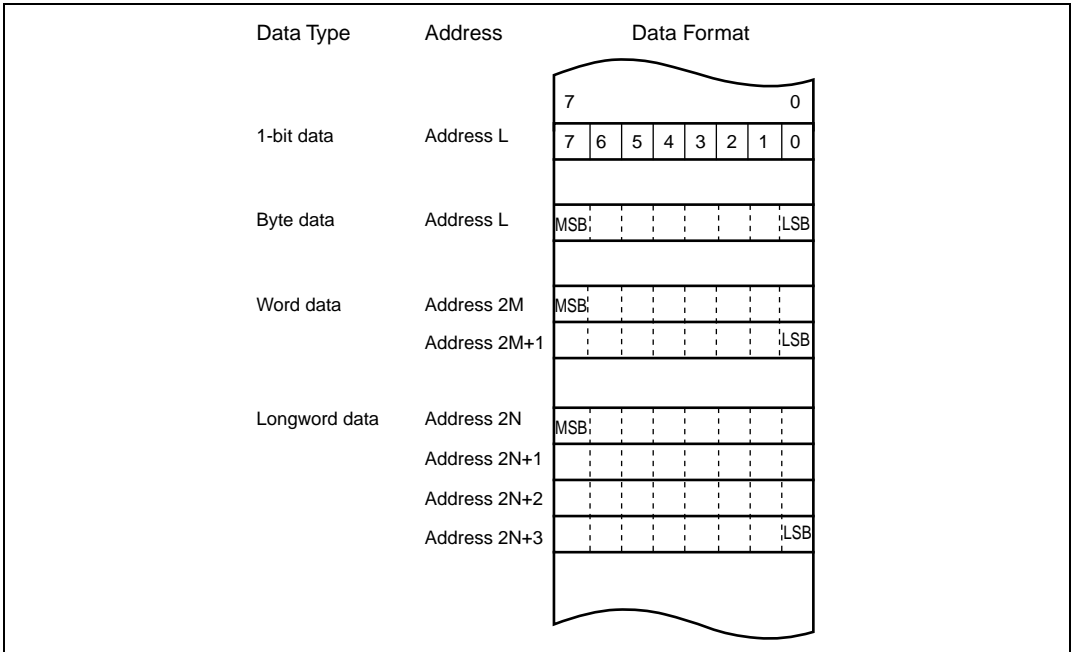 Data Type Address Data Format
7 0
1-bit data Address L 7 6 5 4 3 2 1 0
Byte data Address L MSB LSB
Word data Address 2M MSB
Address 2M+1 LSB
Longword data Address 2N MSB
Address 2N+1
Address 2N+2
Address 2N+3 LSB